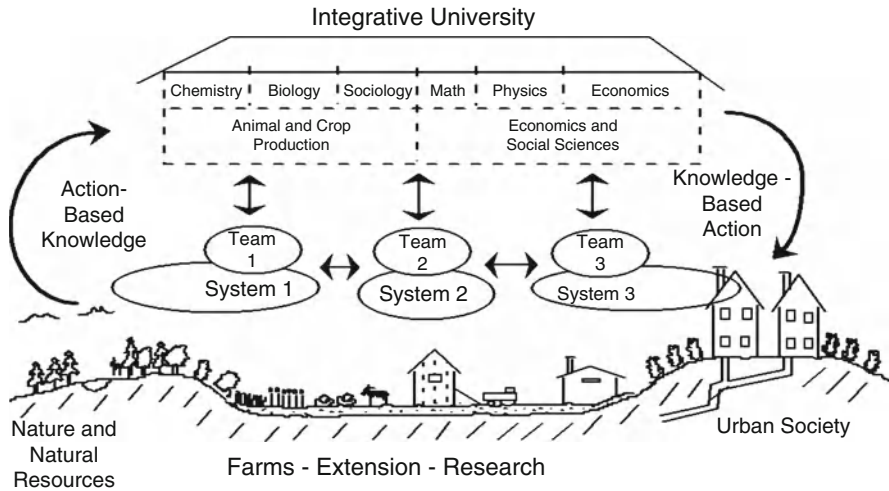 Integrative University
Chemistry Biology Sociology Math Physics Economics
Animal and Crop
Production
Economics and
Social Sciences
Action-
Based
Knowledge
Knowledge -
Based
Action
Team
1
System 1
Team
2
System 2
Team
3
System 3
Nature and
Natural
Resources
Farms - Extension - Research
Urban Society